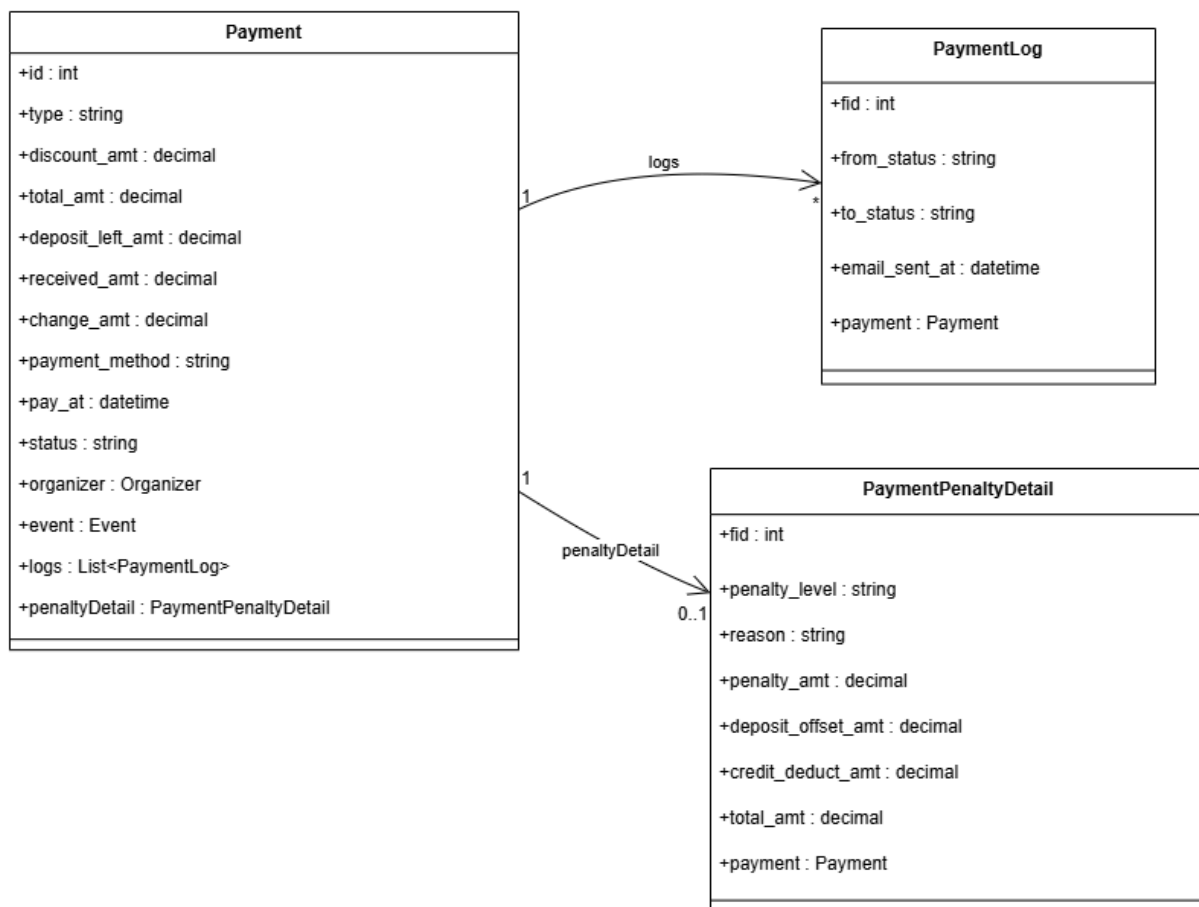 Payment
+id : int
+type : string
+discount_amt : decimal
+total_amt : decimal
+deposit_left_amt : decimal
+received_amt : decimal
+change_amt : decimal
+payment_method : string
+pay_at : datetime
+status : string
+organizer : Organizer
+event : Event
+logs : List<PaymentLog>
+penaltyDetail : PaymentPenaltyDetail
1
logs
*
PaymentLog
+fid : int
+from_status : string
+to_status : string
+email_sent_at : datetime
+payment : Payment
1
penaltyDetail
0..1
PaymentPenaltyDetail
+fid : int
+penalty_level : string
+reason : string
+penalty_amt : decimal
+deposit_offset_amt : decimal
+credit_deduct_amt : decimal
+total_amt : decimal
+payment : Payment